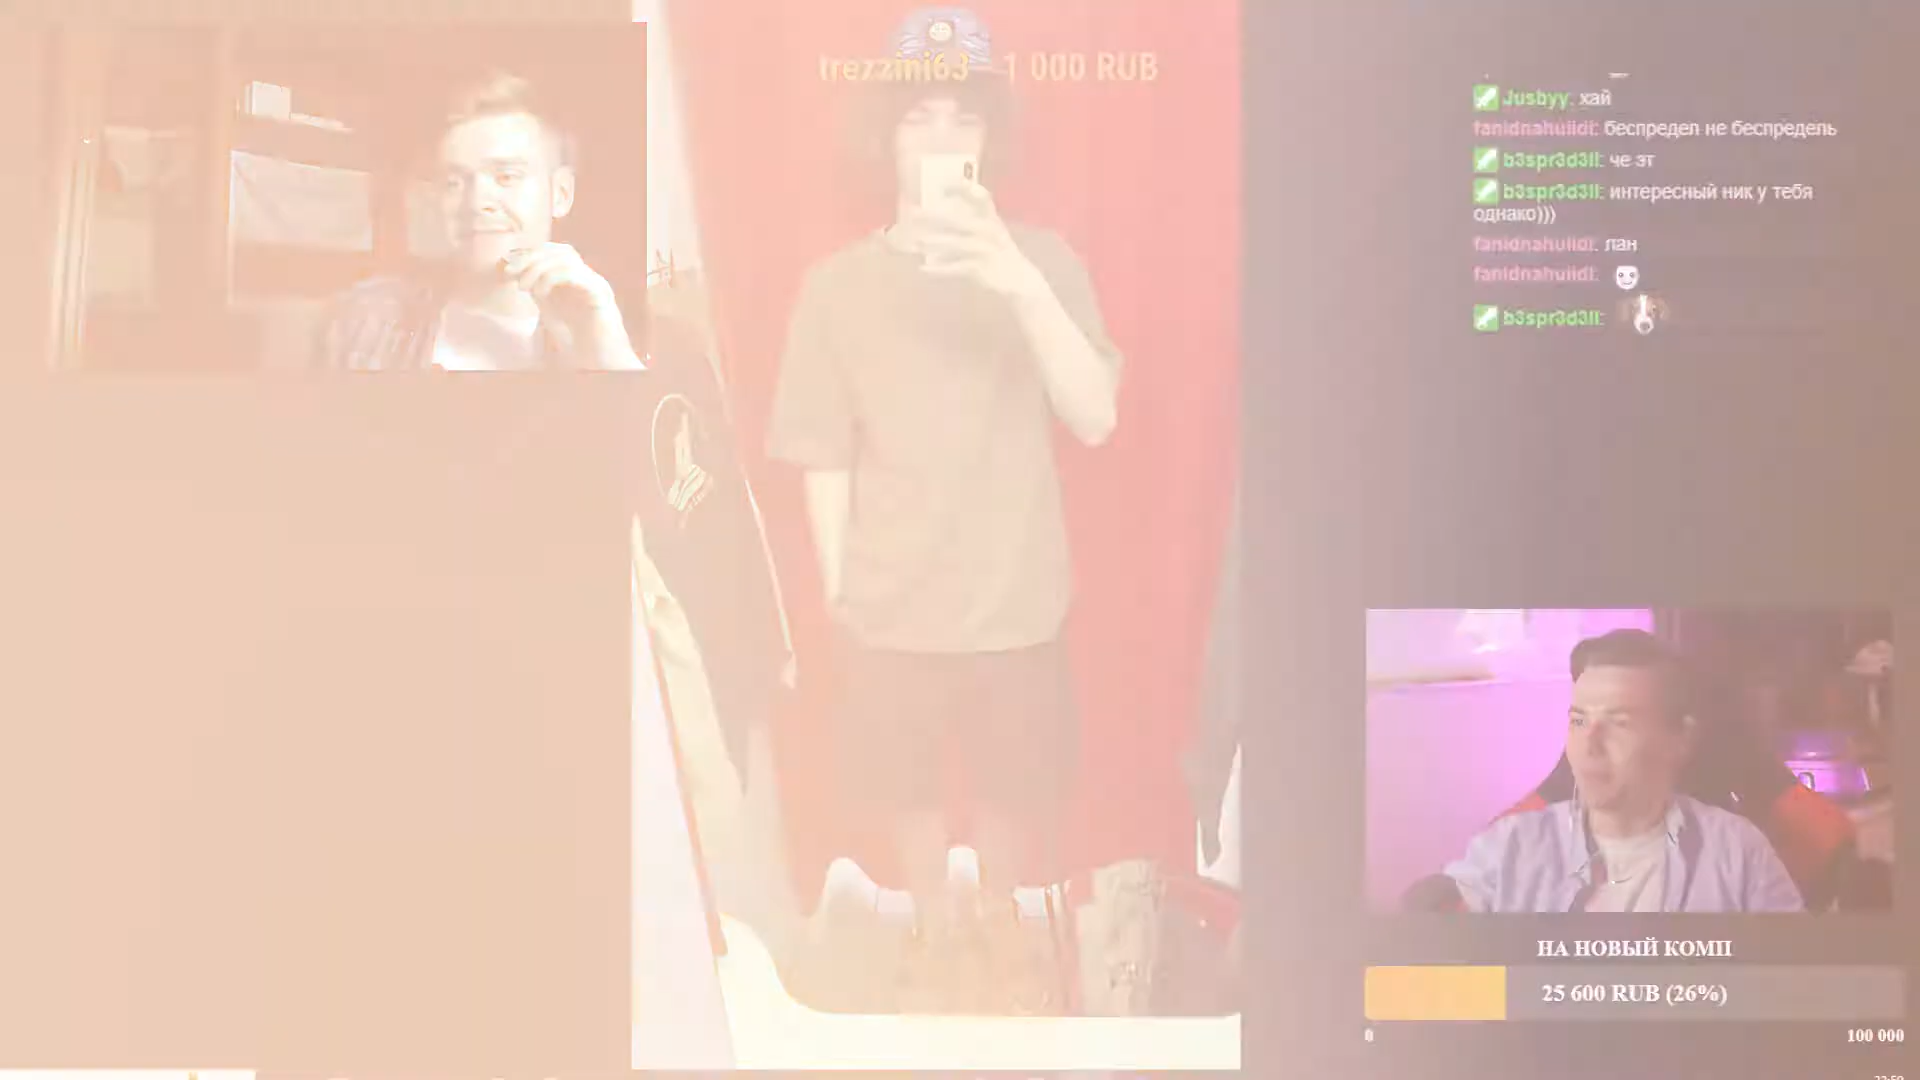 trezzini63 - 1 000 RUB
Jusbyy: хай
fanidnahuiidi: беспредел не беспредель
b3spr3d3ll: че эт
b3spr3d3ll: интересный ник у тебя
однако)))
fanidnahuiidi: лан
fanidnahuiidi:
b3spr3d3ll:
НА НОВЫЙ КОМП
25 600 RUB (26%)
0
100 000